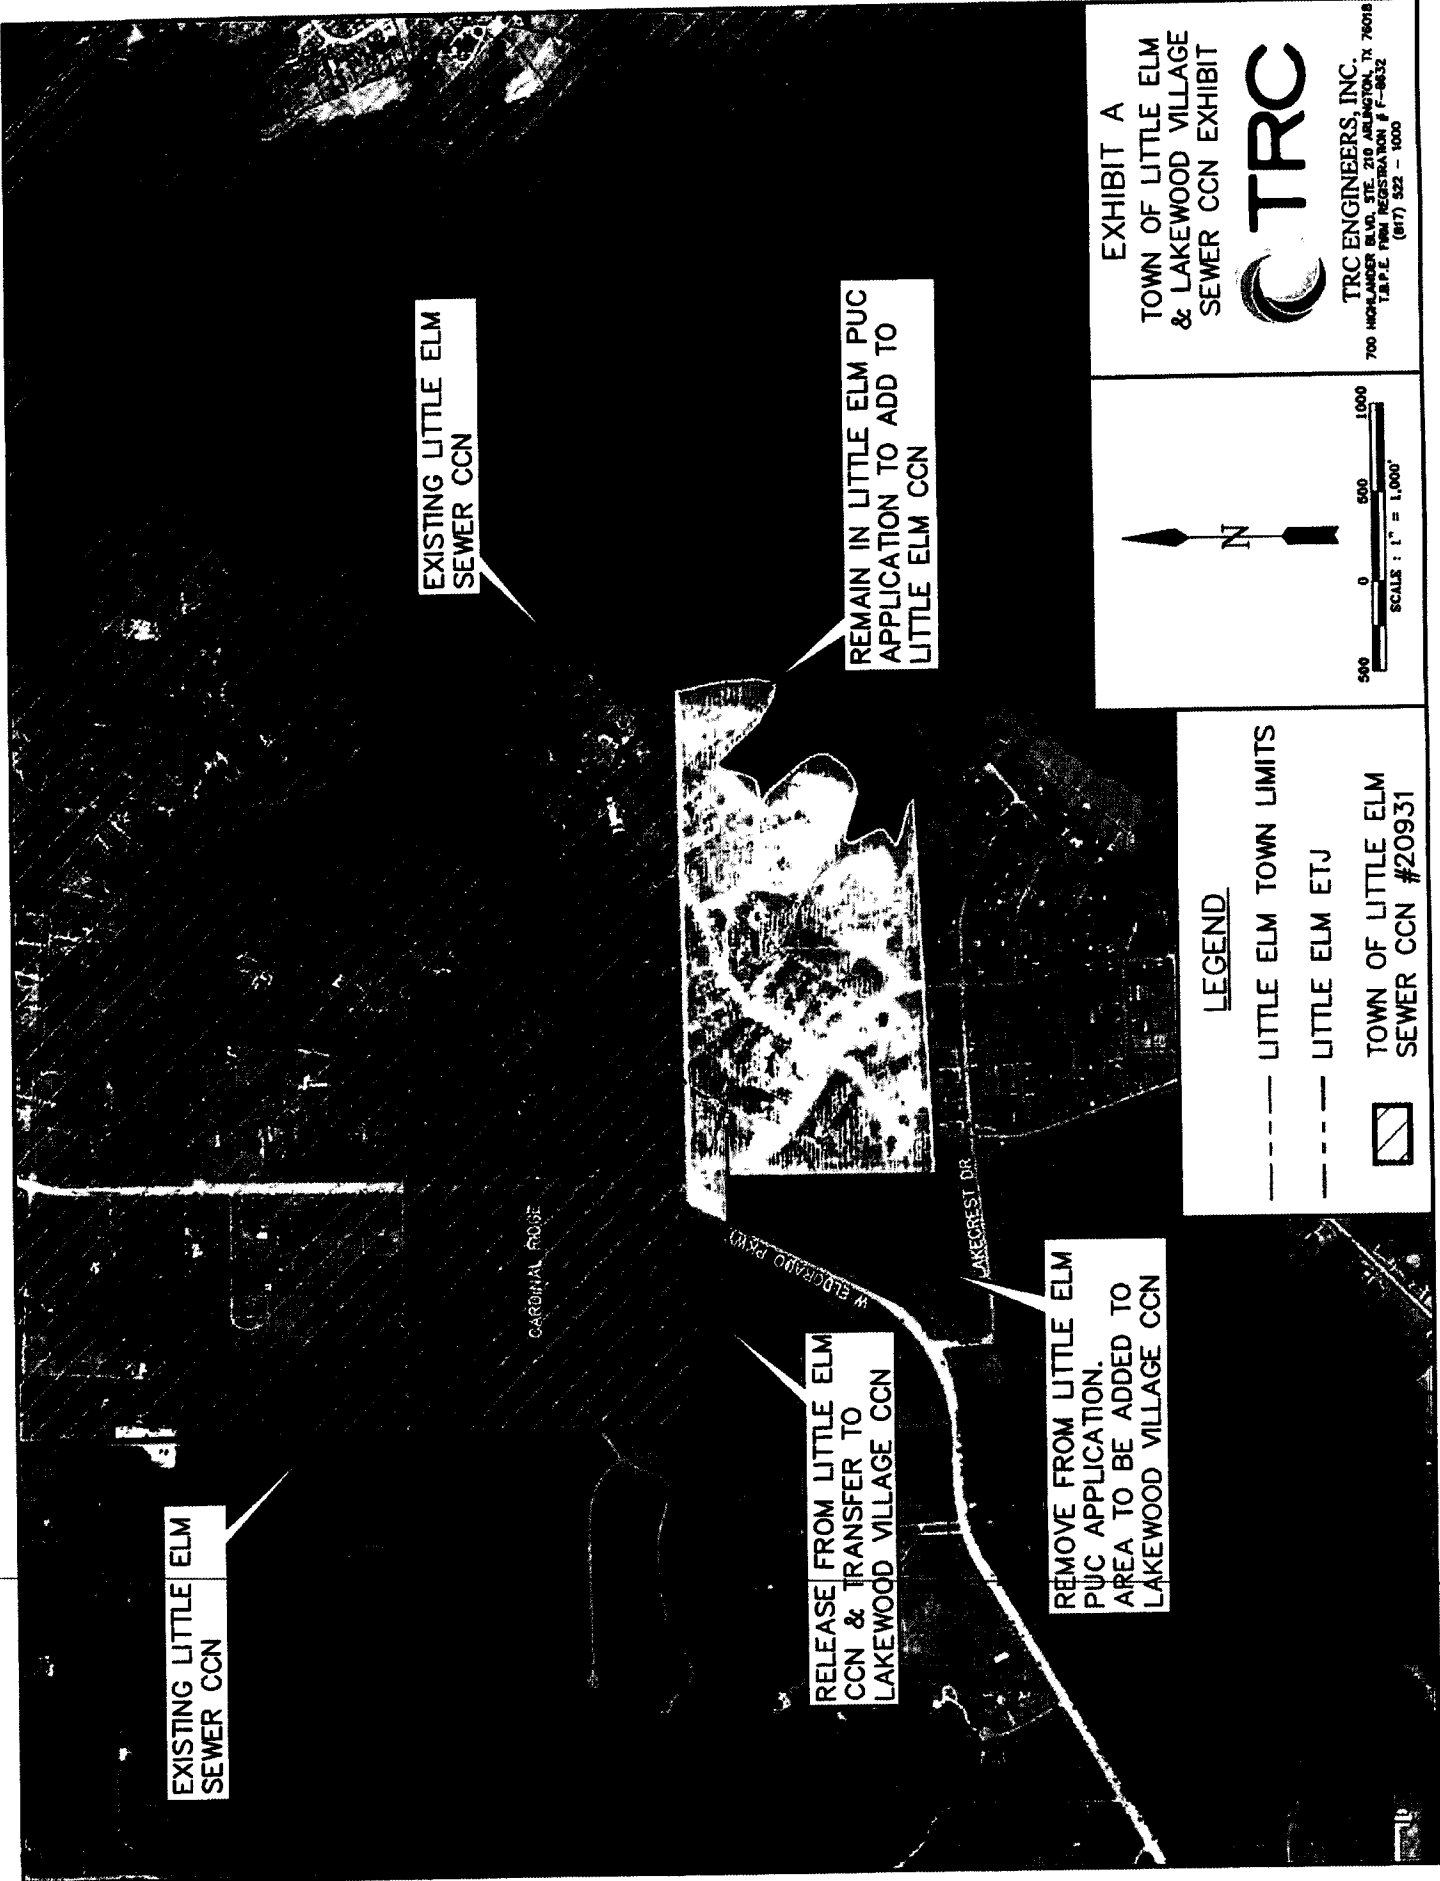 EXISTING LITTLE ELM
SEWER CCN
EXISTING LITTLE ELM
SEWER CCN
CARDINAL RIDGE
W ELDORADO PKWY
LAKECREST DR
RELEASE FROM LITTLE ELM
CCN & TRANSFER TO
LAKEWOOD VILLAGE CCN
REMAIN IN LITTLE ELM PUC
APPLICATION TO ADD TO
LITTLE ELM CCN
REMOVE FROM LITTLE ELM
PUC APPLICATION.
AREA TO BE ADDED TO
LAKEWOOD VILLAGE CCN
LEGEND
LITTLE ELM TOWN LIMITS
LITTLE ELM ETJ
TOWN OF LITTLE ELM
SEWER CCN #20931
N
500 0 500 1000
SCALE : 1" = 1,000'
EXHIBIT A
TOWN OF LITTLE ELM
& LAKEWOOD VILLAGE
SEWER CCN EXHIBIT
TRC
TRC ENGINEERS, INC.
700 HIGHLANDER BLVD, STE. 210 ARLINGTON, TX 76018
T.B.P.E. FIRM REGISTRATION # F-8632
(817) 522 - 1000